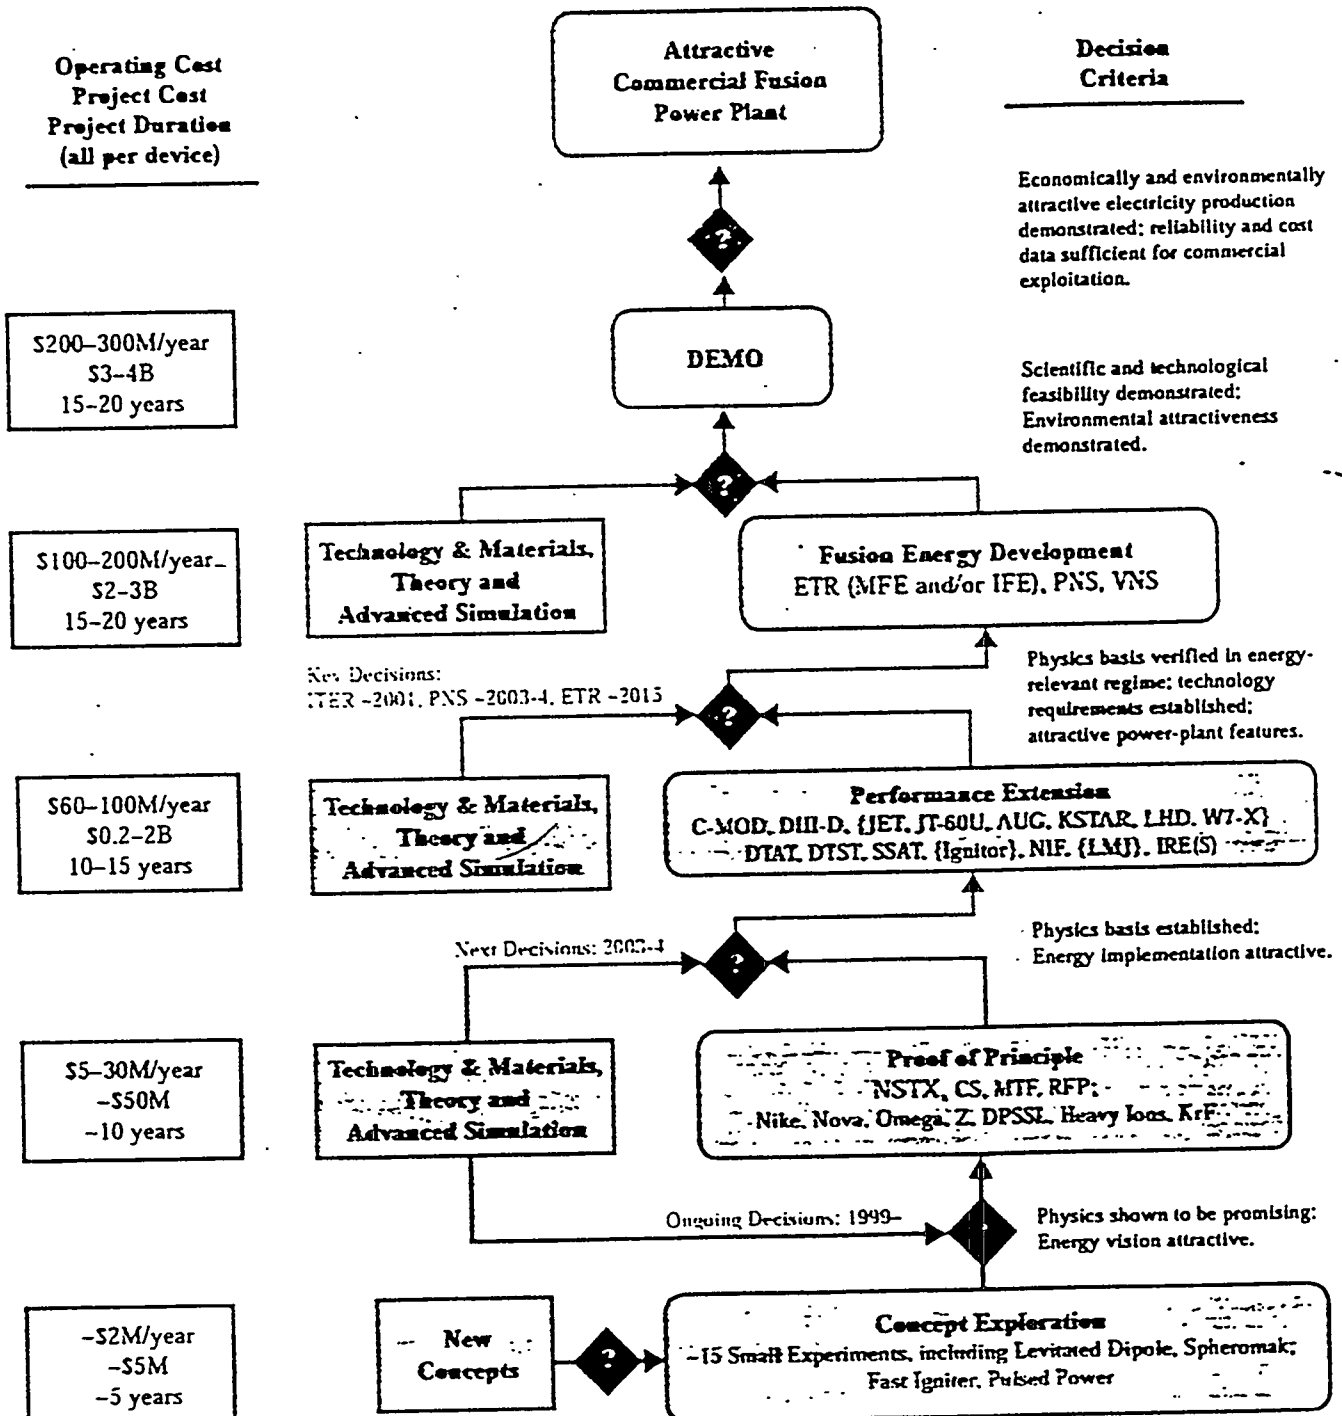 Operating Cost
Project Cost
Project Duration
(all per device)
Attractive
Commercial Fusion
Power Plant
Decision
Criteria
Economically and environmentally
attractive electricity production
demonstrated; reliability and cost
data sufficient for commercial
exploitation.
?
$200–300M/year
$3–4B
15–20 years
DEMO
Scientific and technological
feasibility demonstrated;
Environmental attractiveness
demonstrated.
?
$100–200M/year
$2–3B
15–20 years
Technology & Materials,
Theory and
Advanced Simulation
Fusion Energy Development
ETR (MFE and/or IFE), PNS, VNS
Key Decisions:
ITER ~2001, PNS ~2003-4, ETR ~2015
?
Physics basis verified in energy-
relevant regime; technology
requirements established;
attractive power-plant features.
$60–100M/year
$0.2–2B
10–15 years
Technology & Materials,
Theory and
Advanced Simulation
Performance Extension
C-MOD, DIII-D, {JET, JT-60U, AUG, KSTAR, LHD, W7-X}
DTAT, DTST, SSAT, {Ignitor}, NIF, {LMJ}, IRE(S)
Next Decisions: 2003-4
?
Physics basis established;
Energy implementation attractive.
$5–30M/year
~$50M
~10 years
Technology & Materials,
Theory and
Advanced Simulation
Proof of Principle
NSTX, CS, MTF, RFP;
Nike, Nova, Omega, Z, DPSSL, Heavy Ions, KrF
Ongoing Decisions: 1999–
?
Physics shown to be promising;
Energy vision attractive.
~$2M/year
~$5M
~5 years
New
Concepts
?
Concept Exploration
~15 Small Experiments, including Levitated Dipole, Spheromak;
Fast Igniter, Pulsed Power